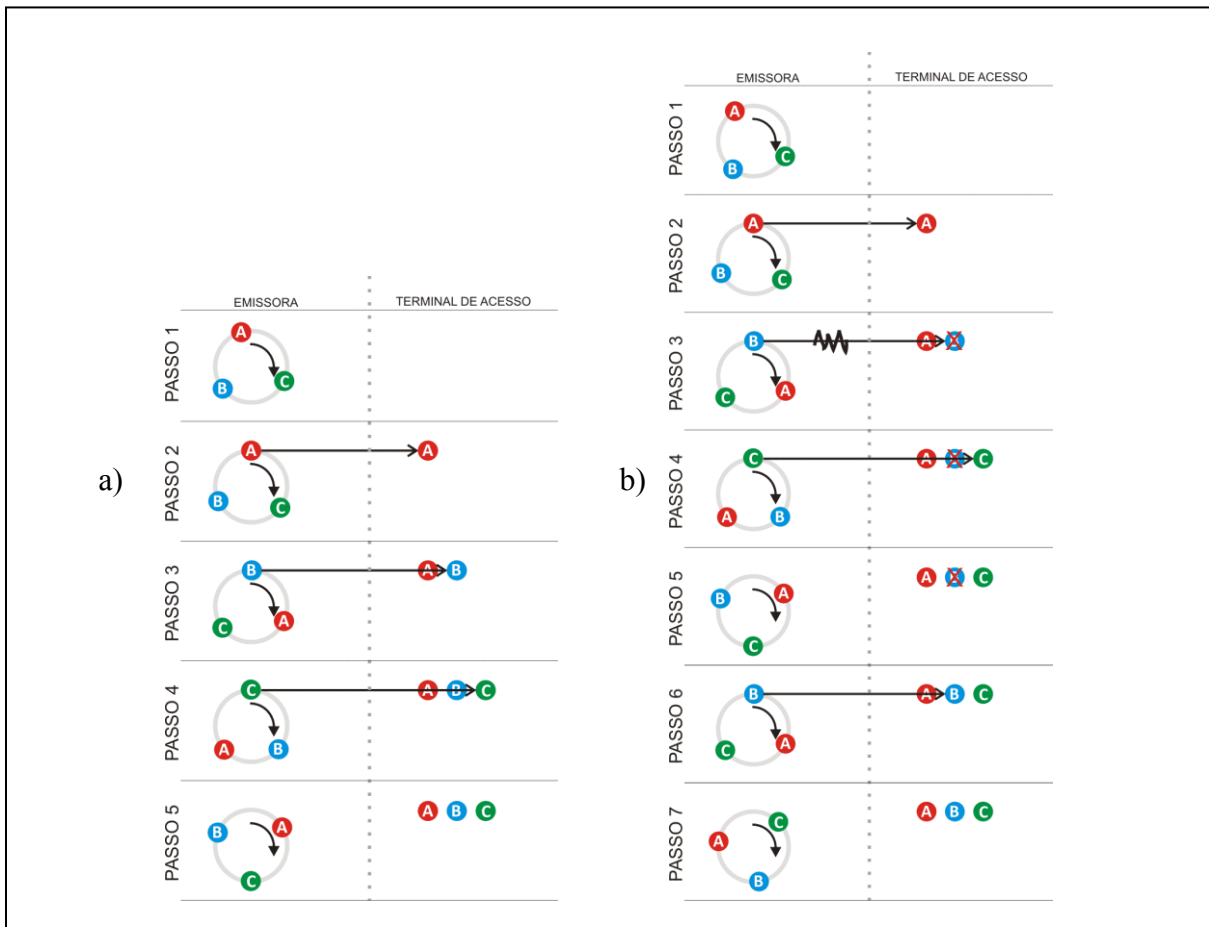 a)
EMISSORA TERMINAL DE ACESSO
PASSO 1
A
C
B
PASSO 2
A A
B
C
PASSO 3
B A B
C A
PASSO 4
C A B C
A B
PASSO 5
A B C
B A
C
b)
EMISSORA TERMINAL DE ACESSO
PASSO 1
A
C
B
PASSO 2
A A
B
C
PASSO 3
B A B
C A
PASSO 4
C A B C
A B
PASSO 5
A B C
B A
C
PASSO 6
B A B C
C A
PASSO 7
A B C
C
A
B